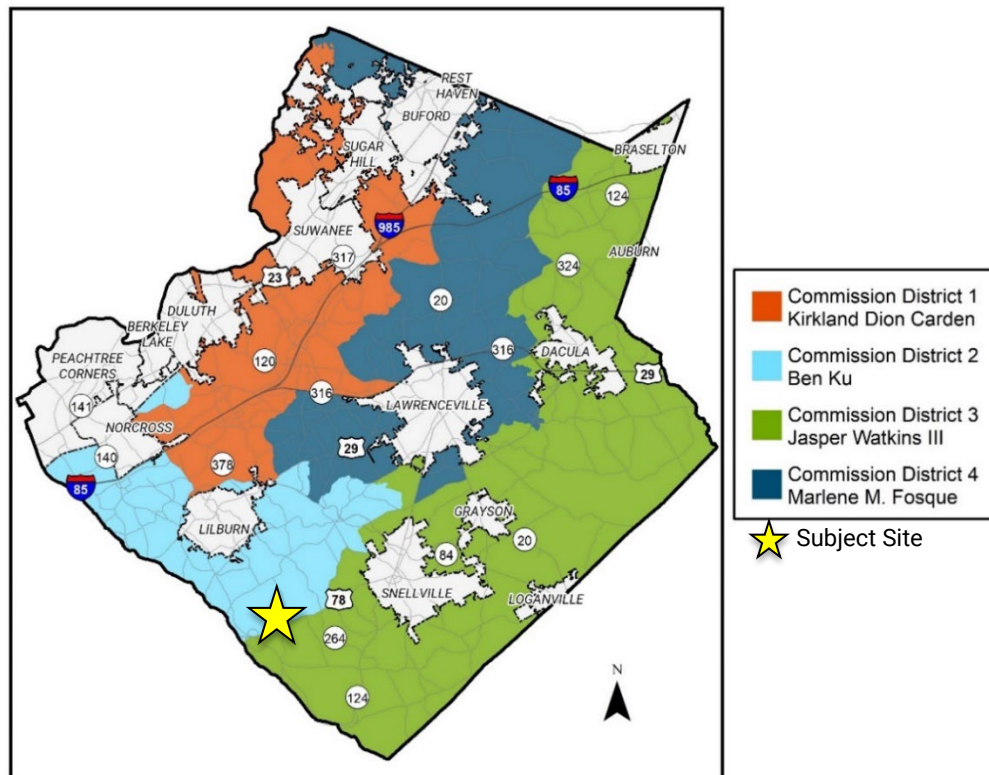 REST
HAVEN
BUFORD
BRASELTON
SUGAR
HILL
85
124
SUWANEE
985
AUBURN
317
324
23
20
DULUTH
BERKELEY
LAKE
316
DACULA
PEACHTREE
CORNERS
120
29
316
141
LAWRENCEVILLE
NORCROSS
29
140
378
85
GRAYSON
LILBURN
20
84
SNELLVILLE
78
LOGANVILLE
264
124
N
Commission District 1
Kirkland Dion Carden
Commission District 2
Ben Ku
Commission District 3
Jasper Watkins III
Commission District 4
Marlene M. Fosque
Subject Site